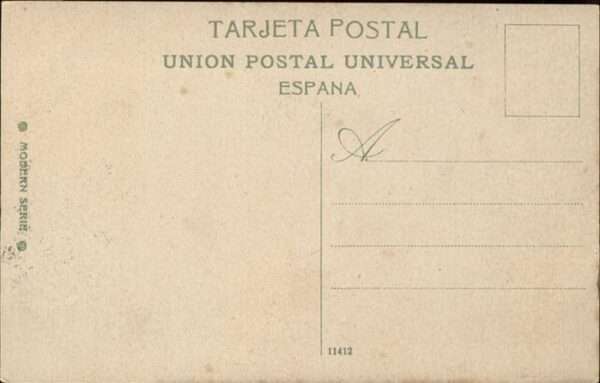 TARJETA POSTAL
UNION POSTAL UNIVERSAL
ESPANA
A
MODERN SERIE
11412